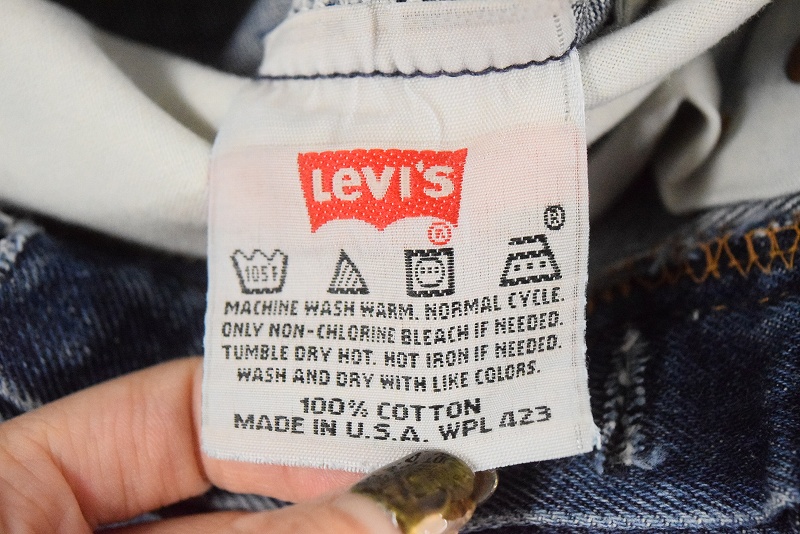 Levi's
®
®
105F
MACHINE WASH WARM. NORMAL CYCLE.
ONLY NON-CHLORINE BLEACH IF NEEDED.
TUMBLE DRY HOT. HOT IRON IF NEEDED.
WASH AND DRY WITH LIKE COLORS.
100% COTTON
MADE IN U.S.A. WPL 423